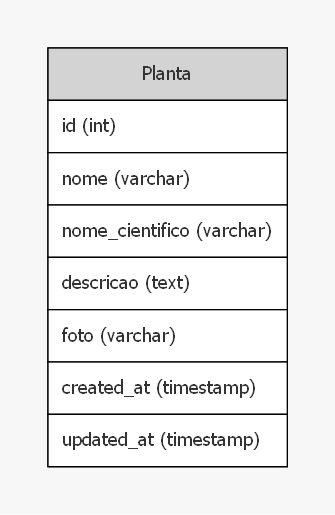 Planta
id (int)
nome (varchar)
nome_cientifico (varchar)
descricao (text)
foto (varchar)
created_at (timestamp)
updated_at (timestamp)